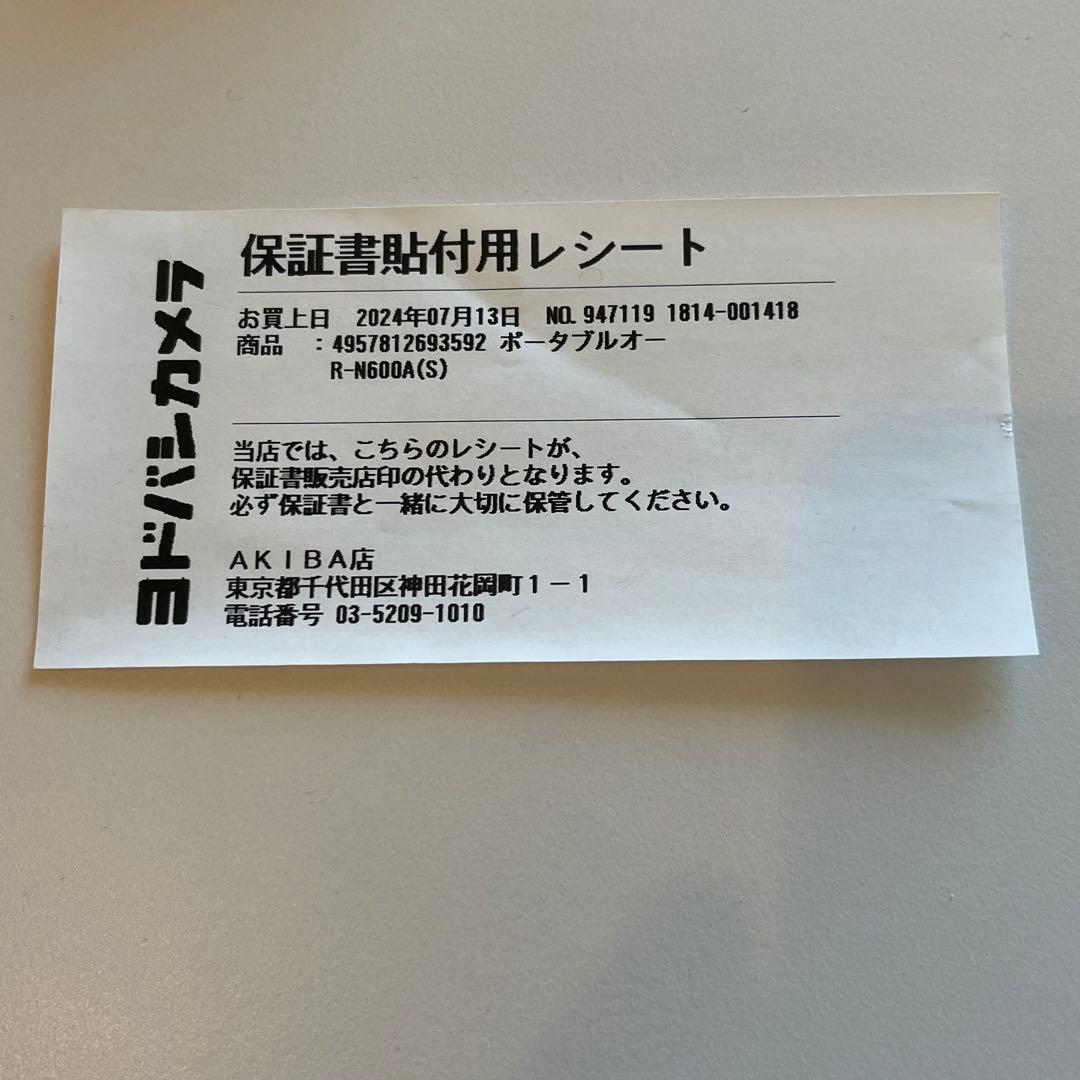 ヨドバシカメラ
保証書貼付用レシート
お買上日 2024年07月13日 NO. 947119 1814-001418
商品 :4957812693592 ポータブルオー
R-N600A(S)
当店では、こちらのレシートが、
保証書販売店印の代わりとなります。
必ず保証書と一緒に大切に保管してください。
AKIBA店
東京都千代田区神田花岡町1-1
電話番号 03-5209-1010